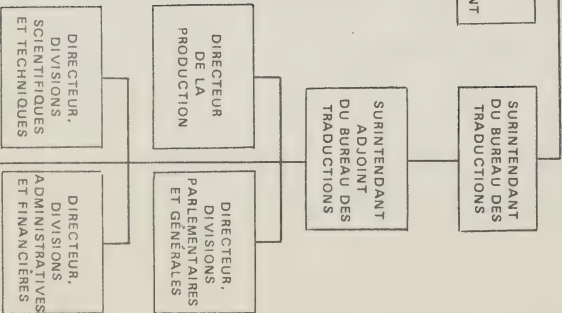 SURINTENDANT
DU BUREAU DES
TRADUCTIONS
SURINTENDANT
ADJOINT
DU BUREAU DES
TRADUCTIONS
DIRECTEUR
DE LA
PRODUCTION
DIRECTEUR,
DIVISIONS
PARLEMENTAIRES
ET GÉNÉRALES
DIRECTEUR,
DIVISIONS
SCIENTIFIQUES
ET TECHNIQUES
DIRECTEUR,
DIVISIONS
ADMINISTRATIVES
ET FINANCIÈRES